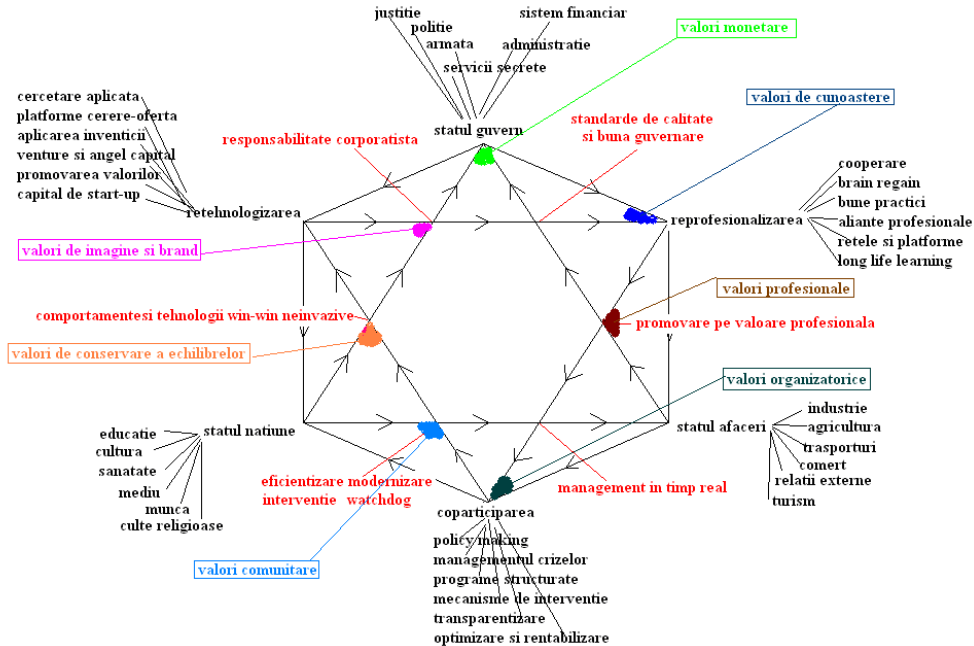 justitie
sistem financiar
politie
valori monetare
armata
administratie
servicii secrete
cercetare aplicata
valori de cunoastere
platforme cerere-oferta
standarde de calitate
si buna guvernare
statul guvern
aplicarea inventicii
responsabilitate corporatista
venture si angel capital
cooperare
promovarea valorilor
brain regain
capital de start-up
bune practici
retehnologizarea
reprofesionalizarea
aliante profesionale
retele si platforme
valori de imagine si brand
long life learning
valori profesionale
comportamentesi tehnologii win-win neinvazive
promovare pe valoare profesionala
valori de conservare a echilibrelor
valori organizatorice
industrie
statul afaceri
agricultura
educatie
statul natiune
cultura
trasporturi
comert
sanatate
relatii externe
eficientizare modernizare
interventie watchdog
management in timp real
mediu
turism
munca
coparticiparea
culte religioase
policy making
managementul crizelor
valori comunitare
programe structurate
mecanisme de interventie
transparentizare
optimizare si rentabilizare